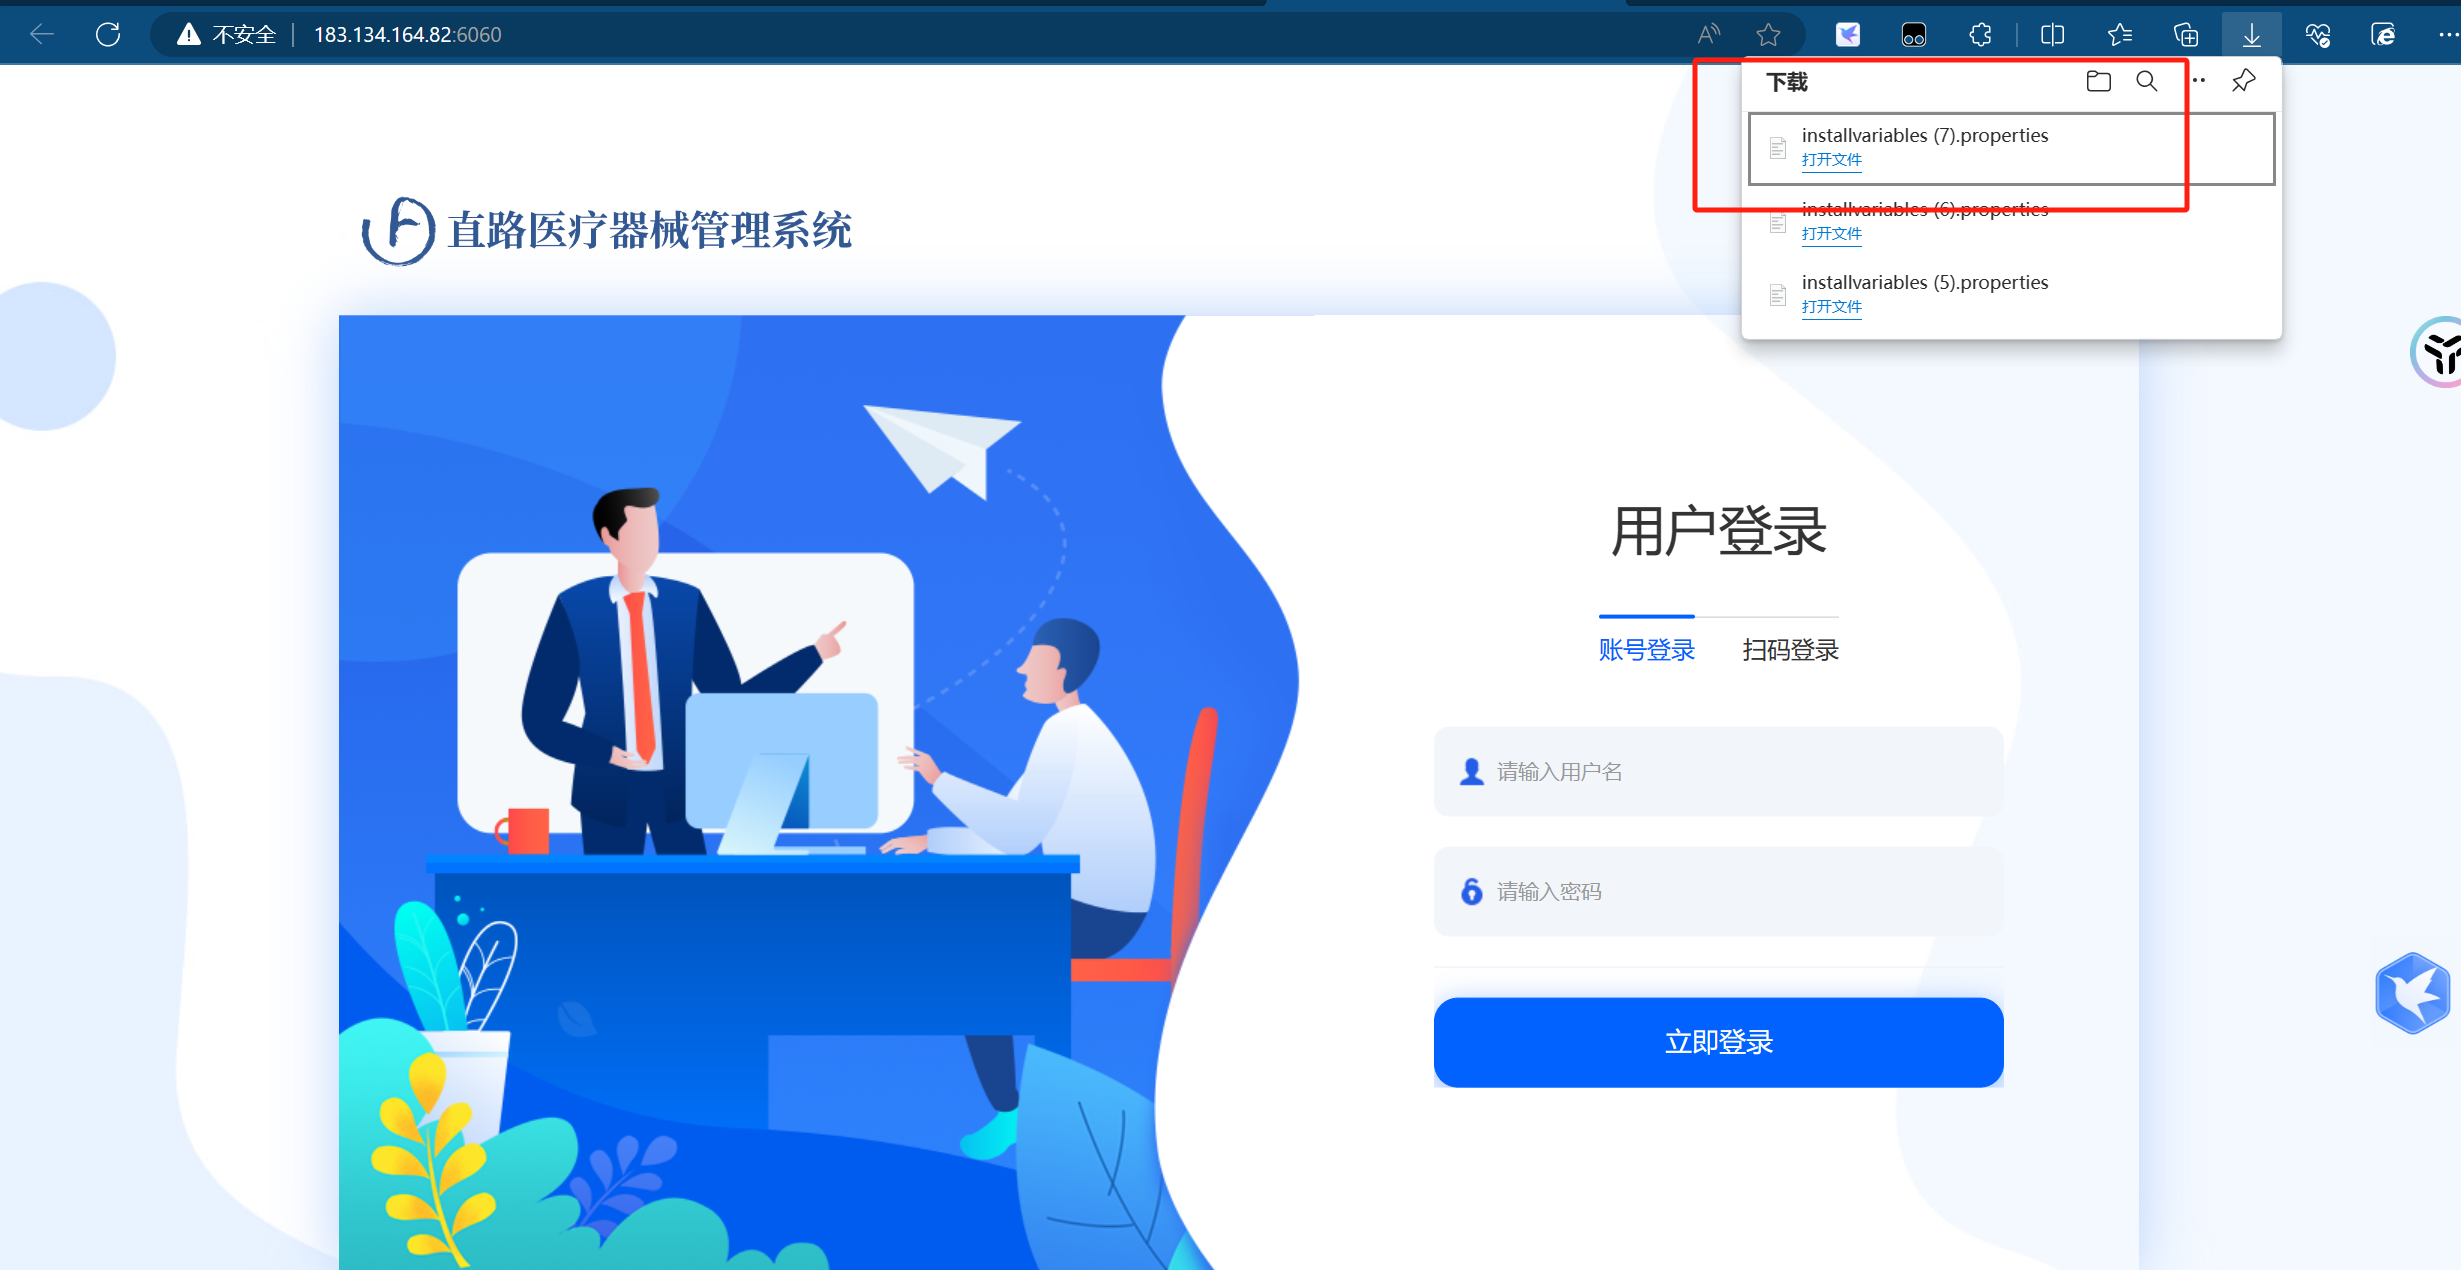 不安全
183.134.164.82:6060
下载
installvariables (7).properties
打开文件
installvariables (6).properties
打开文件
installvariables (5).properties
打开文件
直路医疗器械管理系统
用户登录
账号登录 扫码登录
请输入用户名
请输入密码
立即登录